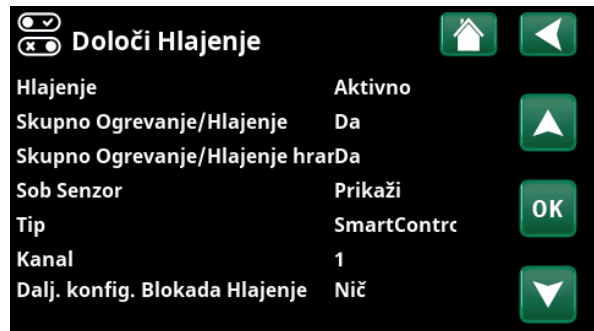 Določi Hlajenje
Hlajenje Aktivno
Skupno Ogrevanje/Hlajenje Da
Skupno Ogrevanje/Hlajenje hrarDa
Sob Senzor Prikaži
Tip SmartContrc
OK
Kanal 1
Dalj. konfig. Blokada Hlajenje Nič